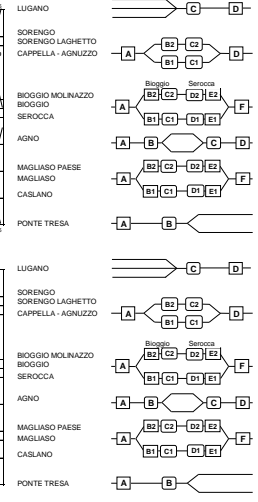 LUGANO C D
SORENGO
SORENGO LAGHETTO B2 C2
CAPPELLA - AGNUZZO A D
B1 C1
Bioggio Serocca
BIOGGIO MOLINAZZO B2 C2 D2 E2
BIOGGIO A F
SEROCCA B1 C1 D1 E1
AGNO A B C D
MAGLIASO PAESE B2 C2 D2 E2
MAGLIASO A F
CASLANO B1 C1 D1 E1
PONTE TRESA A B
LUGANO C D
SORENGO
SORENGO LAGHETTO B2 C2
CAPPELLA - AGNUZZO A D
B1 C1
Bioggio Serocca
BIOGGIO MOLINAZZO B2 C2 D2 E2
BIOGGIO A F
SEROCCA B1 C1 D1 E1
AGNO A B C D
MAGLIASO PAESE B2 C2 D2 E2
MAGLIASO A F
CASLANO B1 C1 D1 E1
PONTE TRESA A B